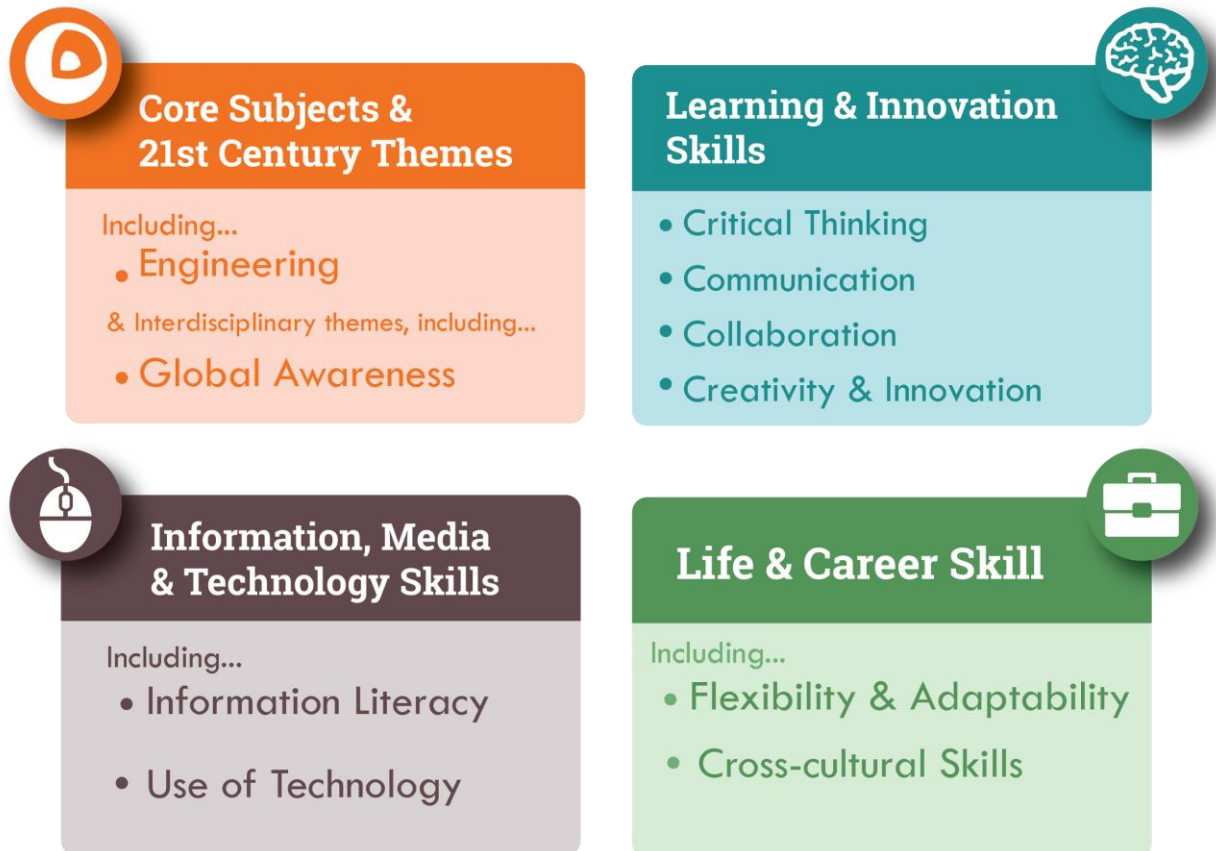 Core Subjects &
21st Century Themes
Including...
• Engineering
& Interdisciplinary themes, including...
• Global Awareness
Learning & Innovation
Skills
• Critical Thinking
• Communication
• Collaboration
• Creativity & Innovation
Information, Media
& Technology Skills
Including...
• Information Literacy
• Use of Technology
Life & Career Skill
Including...
• Flexibility & Adaptability
• Cross-cultural Skills